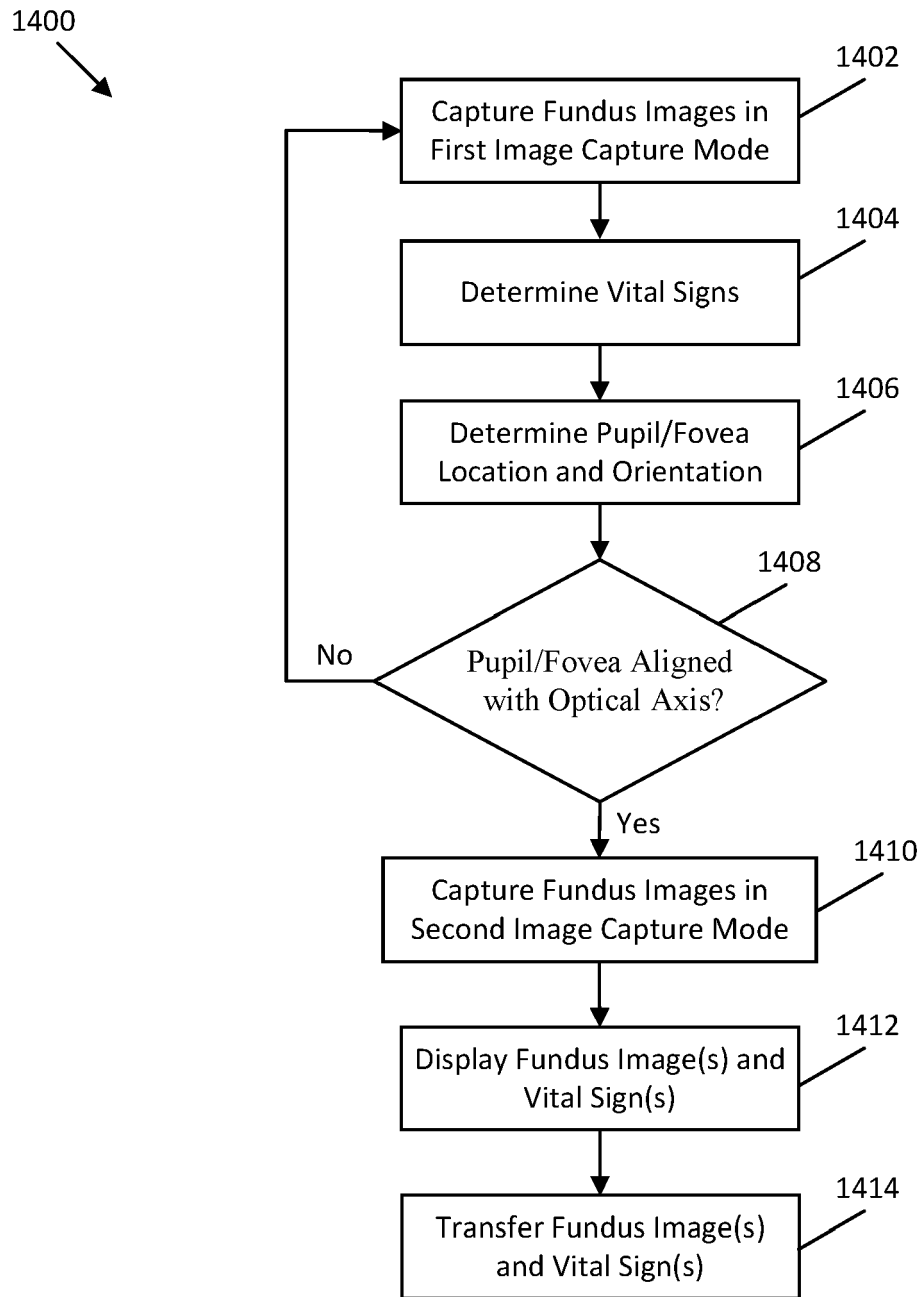 1400
1402
Capture Fundus Images in
First Image Capture Mode
1404
Determine Vital Signs
1406
Determine Pupil/Fovea
Location and Orientation
1408
No
Pupil/Fovea Aligned
with Optical Axis?
Yes
1410
Capture Fundus Images in
Second Image Capture Mode
1412
Display Fundus Image(s) and
Vital Sign(s)
1414
Transfer Fundus Image(s)
and Vital Sign(s)